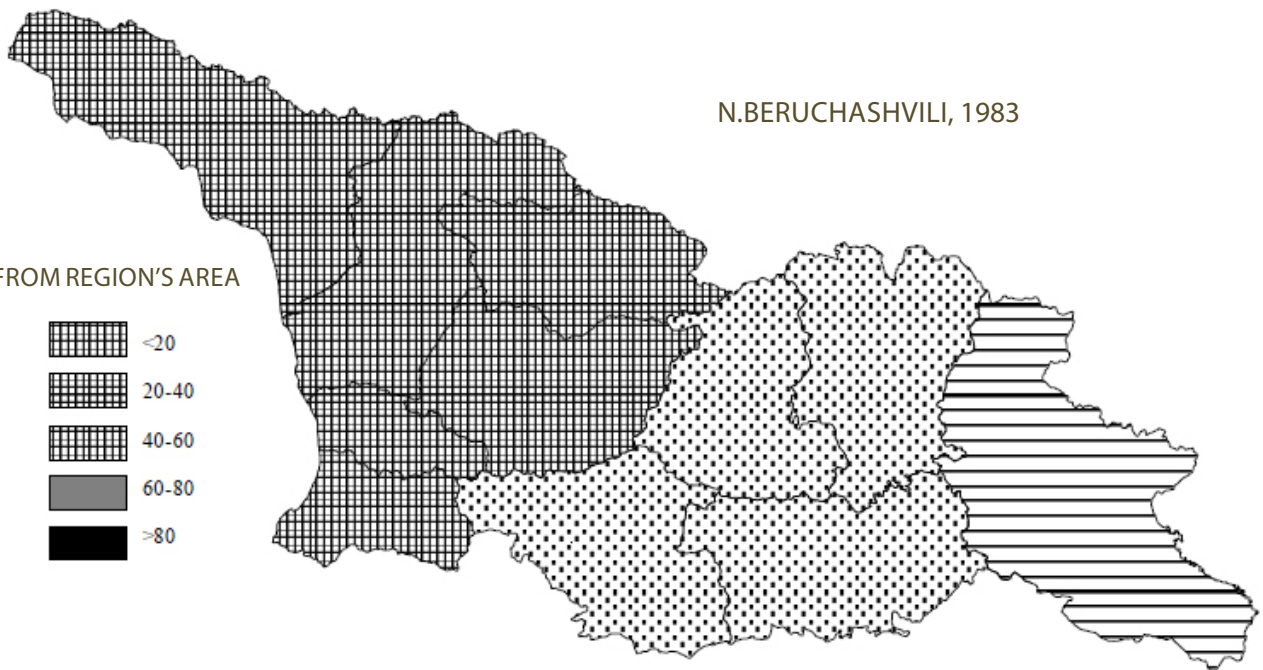 N.BERUCHASHVILI, 1983
FROM REGION'S AREA
<20
20-40
40-60
60-80
>80